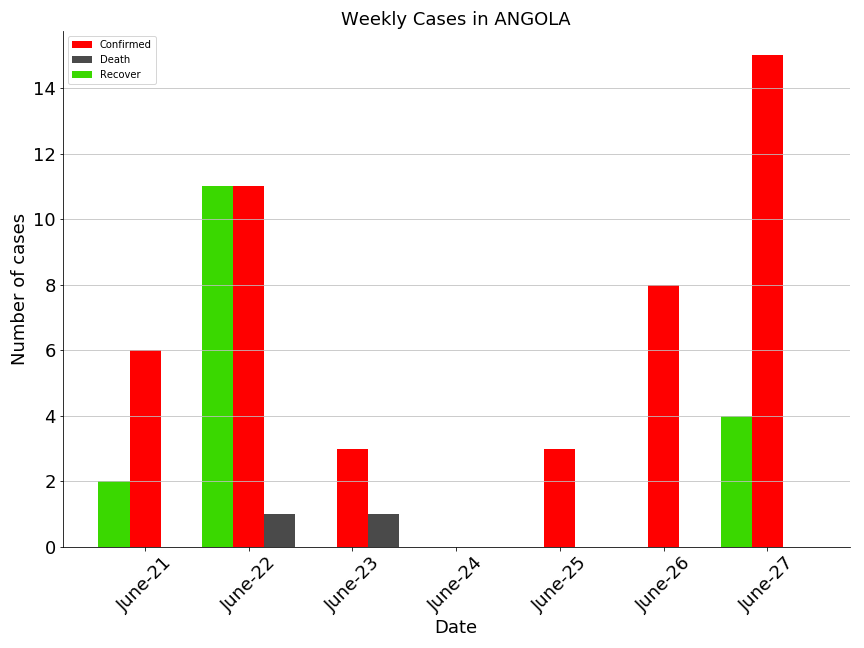 Weekly Cases in ANGOLA
Confirmed
Death
Recover
Number of cases
14
12
10
8
6
4
2
0
June-21
June-22
June-23
June-24
June-25
June-26
June-27
Date